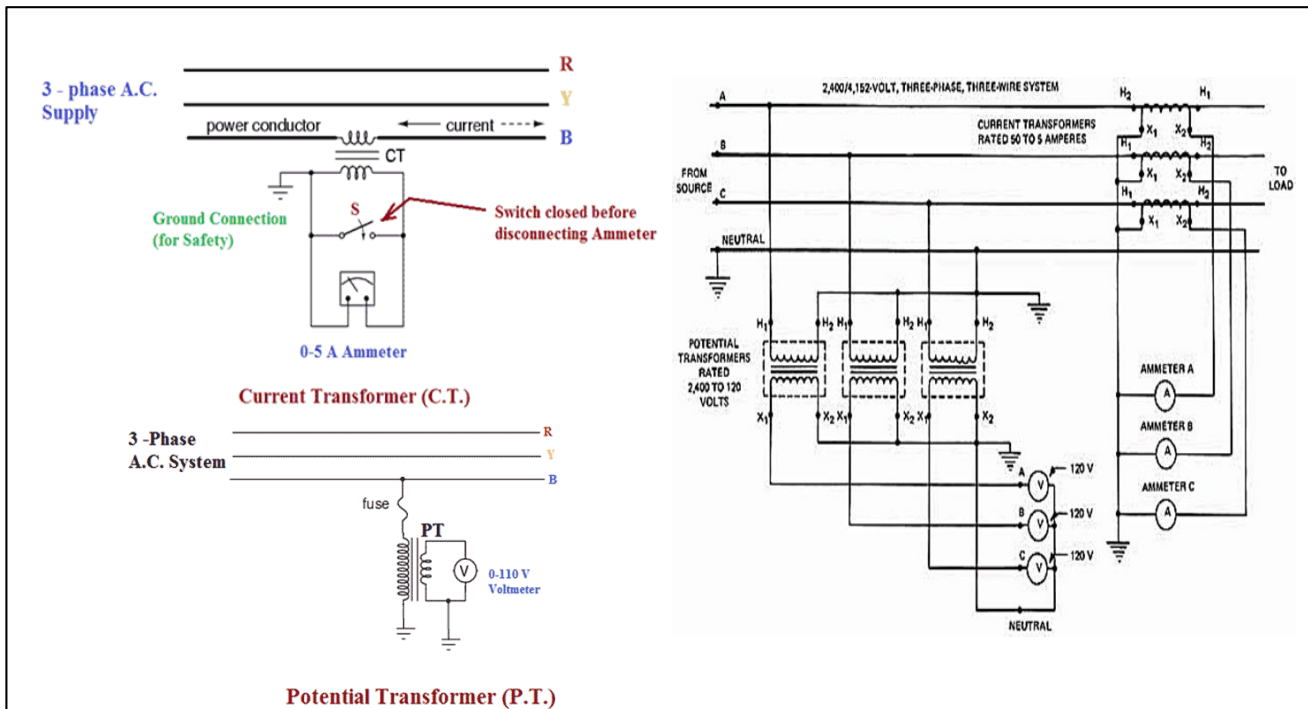 R
3 - phase A.C.
Supply
Y
power conductor
current
B
CT
Ground Connection
(for Safety)
S
Switch closed before
disconnecting Ammeter
0-5 A Ammeter
Current Transformer (C.T.)
3 -Phase
A.C. System
R
Y
B
fuse
PT
V
0-110 V
Voltmeter
Potential Transformer (P.T.)
2,400/4,152-VOLT, THREE-PHASE, THREE-WIRE SYSTEM
A
H2
H1
CURRENT TRANSFORMERS
RATED 50 TO 5 AMPERES
X1
X2
B
H1
H2
FROM
SOURCE
TO
LOAD
X1
X2
C
H1
H2
X1
X2
NEUTRAL
H1
H2
H1
H2
H1
H2
POTENTIAL
TRANSFORMERS
RATED
2,400 TO 120
VOLTS
X1
X2
X1
X2
X1
X2
AMMETER A
A
AMMETER B
A
AMMETER C
A
A
V
120 V
B
V
120 V
C
V
120 V
NEUTRAL